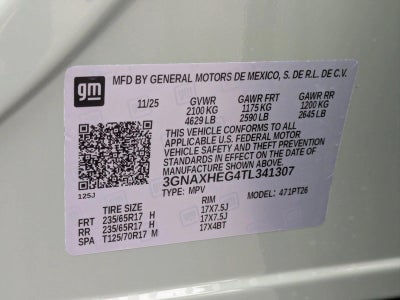 gm
MFD BY GENERAL MOTORS DE MEXICO, S. DE R.L. DE C.V.
11/25 GVWR GAWR FRT GAWR RR
2100 KG 1175 KG 1200 KG
4629 LB 2590 LB 2645 LB
THIS VEHICLE CONFORMS TO ALL
APPLICABLE U.S. FEDERAL MOTOR
VEHICLE SAFETY AND THEFT PREVENTION
STANDARDS IN EFFECT ON THE DATE OF
MANUFACTURE SHOWN ABOVE.
3GNAXHEG4TL341307
125J TYPE: MPV MODEL: 471PT26
TIRE SIZE RIM
FRT 235/65R17 H 17X7.5J
RR 235/65R17 H 17X7.5J
SPA T125/70R17 M 17X4BT